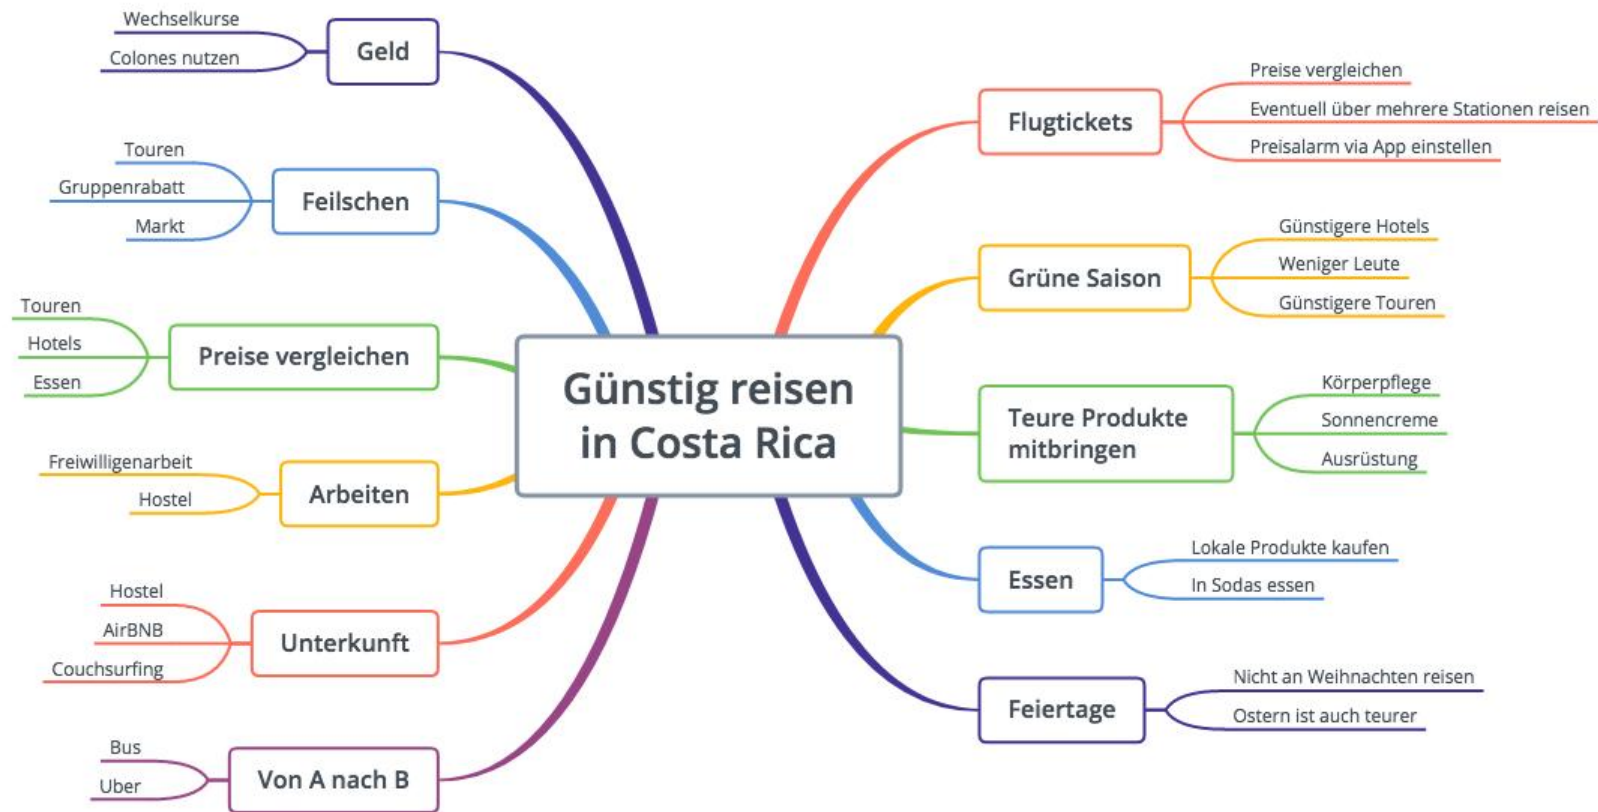 Günstig reisen
in Costa Rica
Geld
Wechselkurse
Colones nutzen
Feilschen
Touren
Gruppenrabatt
Markt
Preise vergleichen
Touren
Hotels
Essen
Arbeiten
Freiwilligenarbeit
Hostel
Unterkunft
Hostel
AirBNB
Couchsurfing
Von A nach B
Bus
Uber
Flugtickets
Preise vergleichen
Eventuell über mehrere Stationen reisen
Preisalarm via App einstellen
Grüne Saison
Günstigere Hotels
Weniger Leute
Günstigere Touren
Teure Produkte
mitbringen
Körperpflege
Sonnencreme
Ausrüstung
Essen
Lokale Produkte kaufen
In Sodas essen
Feiertage
Nicht an Weihnachten reisen
Ostern ist auch teurer